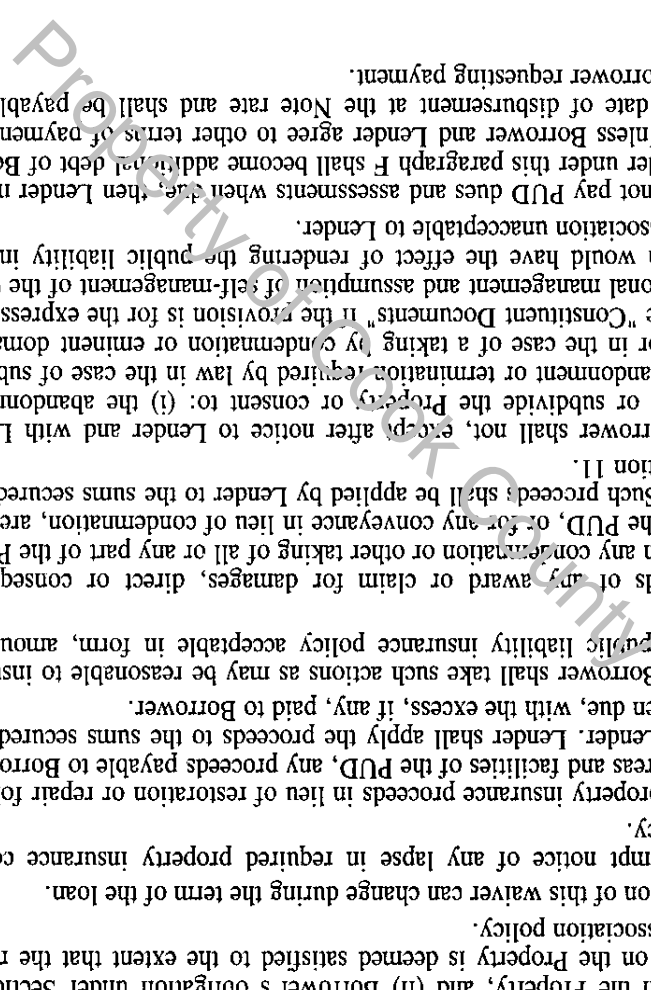 n the Property; and (ii) Borrower's obligation under Sectio
on the Property is deemed satisfied to the extent that the r
ssociation policy.
on of this waiver can change during the term of the loan.
mpt notice of any lapse in required property insurance co
cy.
property insurance proceeds in lieu of restoration or repair fol
reas and facilities of the PUD, any proceeds payable to Borrow
Lender. Lender shall apply the proceeds to the sums secured
en due, with the excess, if any, paid to Borrower.
Borrower shall take such actions as may be reasonable to insu
public liability insurance policy acceptable in form, amoun
ds of any award or claim for damages, direct or conseq
n any condemnation or other taking of all or any part of the P
he PUD, or for any conveyance in lieu of condemnation, are
Such proceeds shall be applied by Lender to the sums secured
tion 11.
rrower shall not, except after notice to Lender and with L
or subdivide the Property or consent to: (i) the abandonm
andonment or termination required by law in the case of sub
or in the case of a taking by condemnation or eminent doma
e "Constituent Documents" if the provision is for the express
onal management and assumption of self-management of the
n would have the effect of rendering the public liability in
ssociation unacceptable to Lender.
not pay PUD dues and assessments when due, then Lender m
der under this paragraph F shall become additional debt of Bo
nless Borrower and Lender agree to other terms of paymen
date of disbursement at the Note rate and shall be payabl
orrower requesting payment.
Property of Cook County